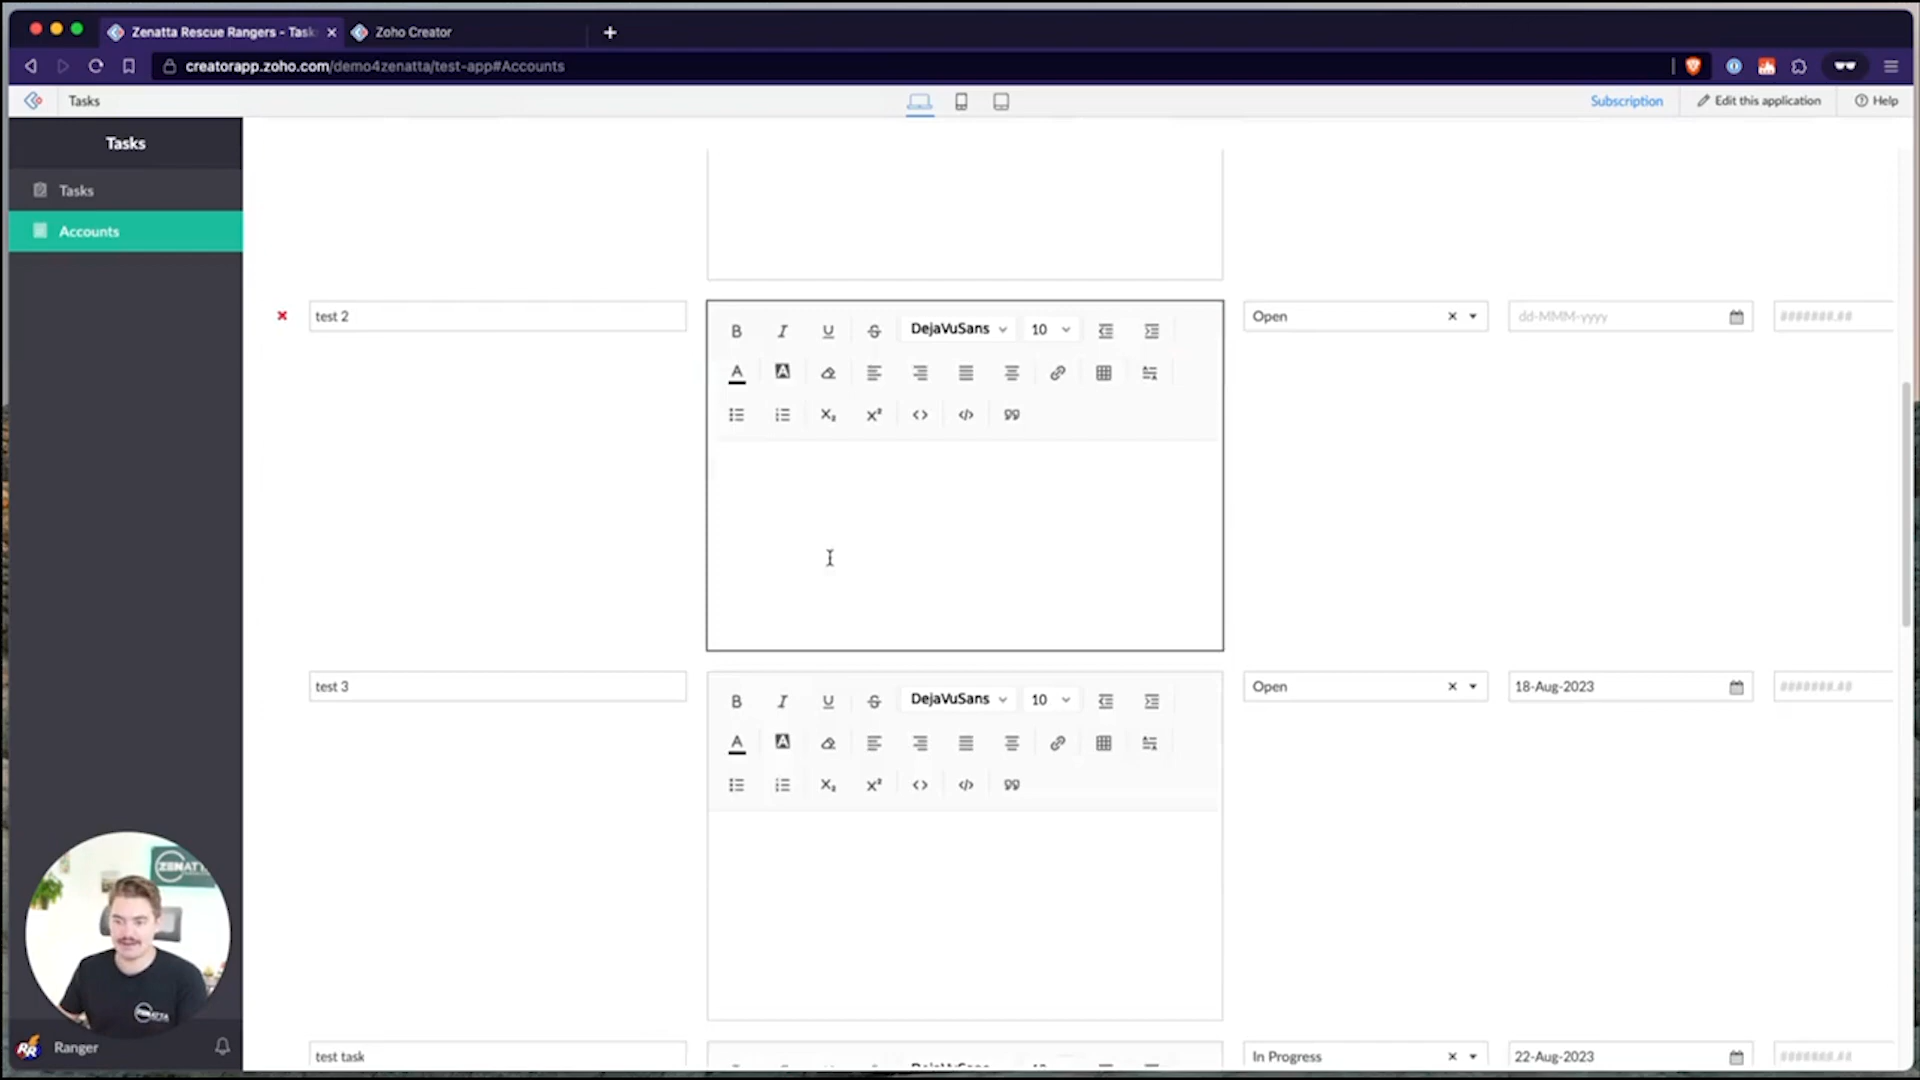 Zenatta Rescue Rangers - Task
Zoho Creator
creatorapp.zoho.com/demo4zenatta/test-app#Accounts
Tasks
Subscription
Edit this application
Help
Tasks
Tasks
Accounts
test 2
DejaVuSans
10
Open
dd-MMM-yyyy
#######.##
test 3
DejaVuSans
10
Open
18-Aug-2023
#######.##
test task
In Progress
22-Aug-2023
#######.##
ZENATTA
RR
Ranger